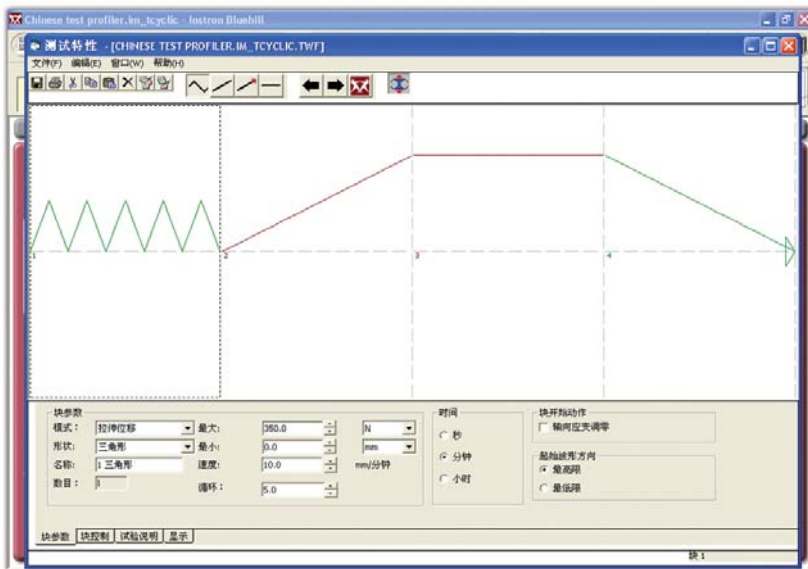 Chinese test profiler.im_tcyclic - Instron Bluehill
测试特性 - [CHINESE TEST PROFILER.IM_TCYCLIC.TWF]
文件(F) 编辑(E) 窗口(W) 帮助(H)
1 2 3 4
块参数
模式： 拉伸位移 最大： 350.0 N
形状： 三角形 最小： 0.0 mm
名称： 1 三角形 速度： 10.0 mm/分钟
数目： 1 循环： 5.0
时间
秒
分钟
小时
块开始动作
轴向应变调零
起始波形方向
最高限
最低限
块参数 块控制 试验说明 显示
块 1